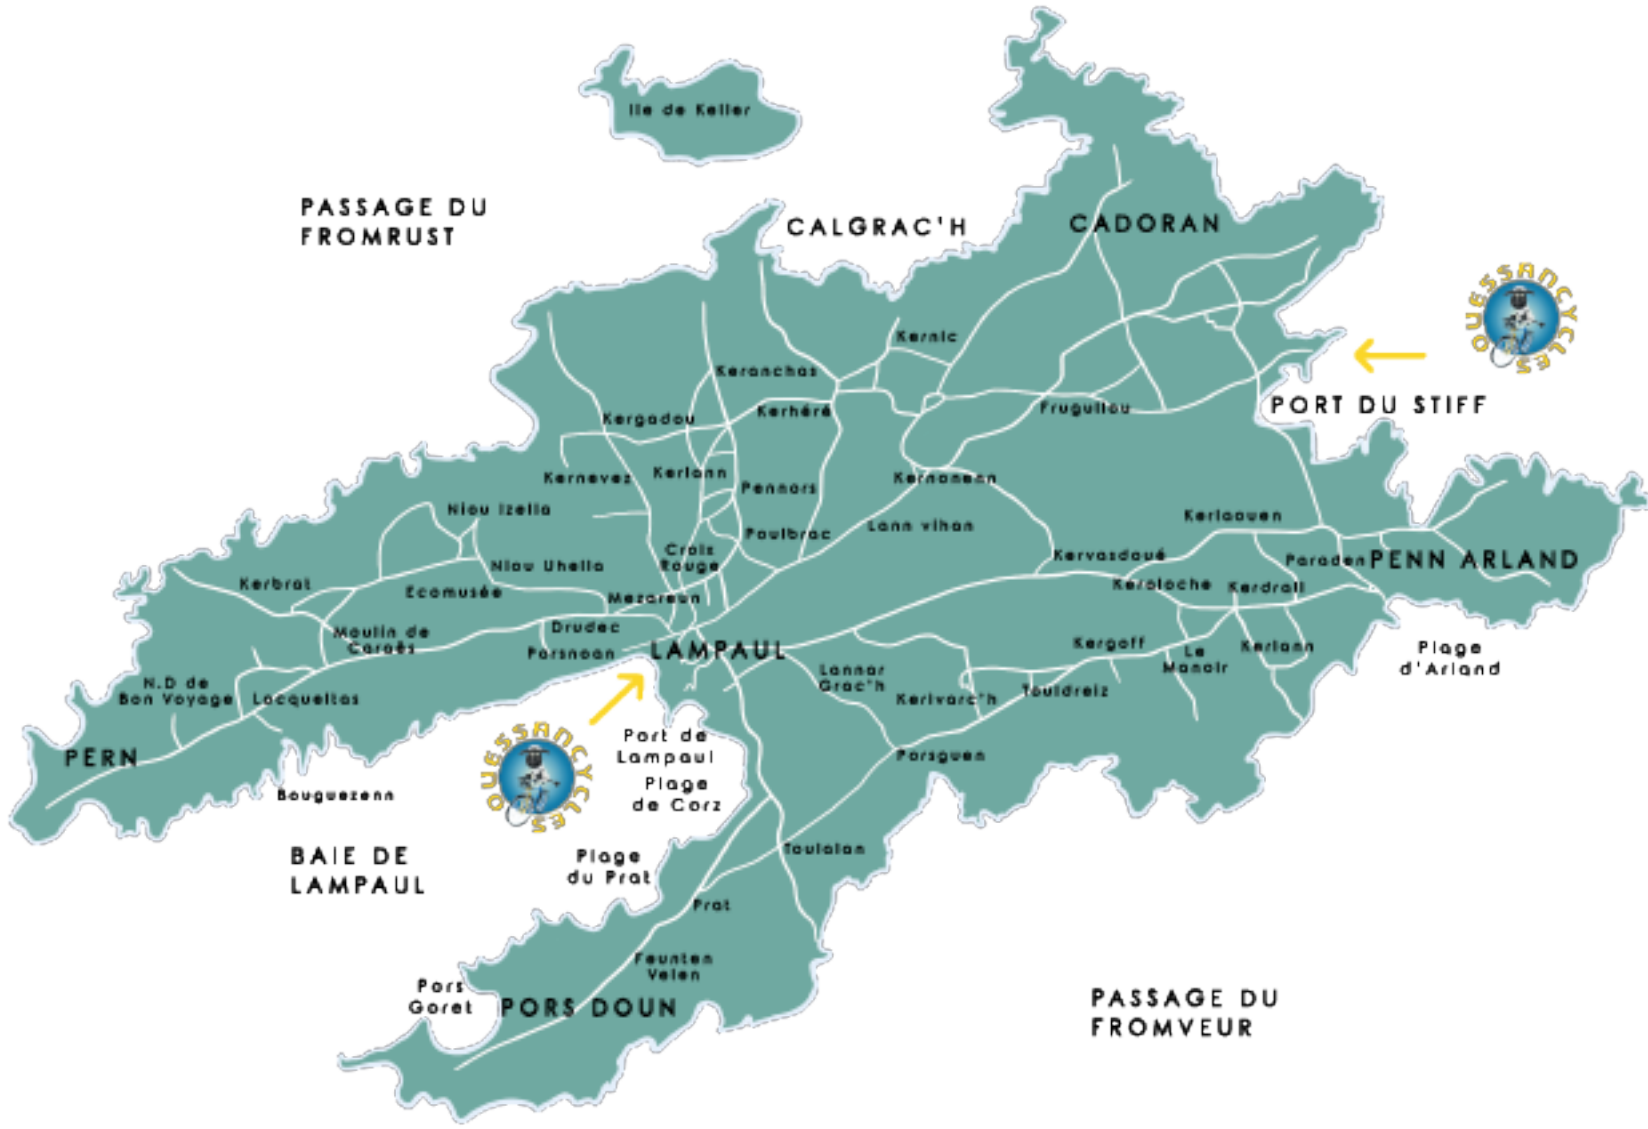 Ile de Keller
PASSAGE DU
FROMRUST
CALGRAC'H
CADORAN
OUESSANCYCLES
Kernic
Keranchas
PORT DU STIFF
Kerhéré
Frugullou
Kergadou
Kernevez
Kerlann
Kernonenn
Pennors
Niou Izella
Kerlaouen
Lann vihan
Poulbrac
Croix
Rouge
Kervasdoué
Paraden
PENN ARLAND
Niou Uhella
Kerbrat
Ecomusée
Keraloche
Kerdrall
Mezareun
Drudec
Moulin de
Caraës
Porsnoan
LAMPAUL
Kergoff
Le
Manoir
Kerlann
Plage
d'Arland
Lannar
Grac'h
N.D de
Bon Voyage
Locqueltas
Kerivarc'h
Touldreiz
PERN
Port de
Lampaul
Porsguen
OUESSANCYCLES
Plage
de Corz
Bouguezenn
BAIE DE
LAMPAUL
Plage
du Prat
Toulalan
Prat
Feunten
Velen
Pors
Goret
PORS DOUN
PASSAGE DU
FROMVEUR